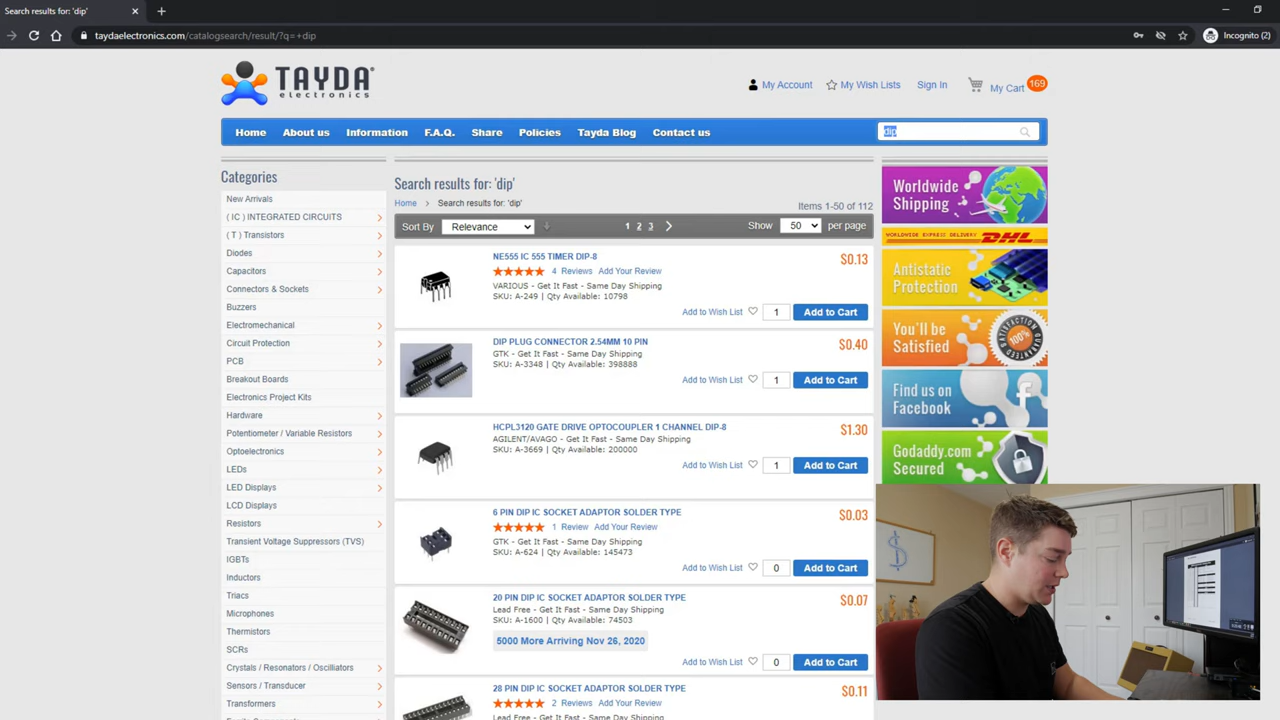 Search results for: 'dip'
taydaelectronics.com/catalogsearch/result/?q=+dip
Incognito (2)
TAYDA
electronics
My Account
My Wish Lists
Sign In
My Cart
169
Home
About us
Information
F.A.Q.
Share
Policies
Tayda Blog
Contact us
dip
Categories
New Arrivals
( IC ) INTEGRATED CIRCUITS
( T ) Transistors
Diodes
Capacitors
Connectors & Sockets
Buzzers
Electromechanical
Circuit Protection
PCB
Breakout Boards
Electronics Project Kits
Hardware
Potentiometer / Variable Resistors
Optoelectronics
LEDs
LED Displays
LCD Displays
Resistors
Transient Voltage Suppressors (TVS)
IGBTs
Inductors
Triacs
Microphones
Thermistors
SCRs
Crystals / Resonators / Oscillators
Sensors / Transducer
Transformers
Search results for: 'dip'
Home > Search results for: 'dip'
Items 1-50 of 112
Sort By Relevance
1 2 3
Show 50 per page
NE555 IC 555 TIMER DIP-8
$0.13
4 Reviews Add Your Review
VARIOUS - Get It Fast - Same Day Shipping
SKU: A-249 | Qty Available: 10798
Add to Wish List 1 Add to Cart
DIP PLUG CONNECTOR 2.54MM 10 PIN
$0.40
GTK - Get It Fast - Same Day Shipping
SKU: A-3348 | Qty Available: 398888
Add to Wish List 1 Add to Cart
HCPL3120 GATE DRIVE OPTOCOUPLER 1 CHANNEL DIP-8
$1.30
AGILENT/AVAGO - Get It Fast - Same Day Shipping
SKU: A-3669 | Qty Available: 200000
Add to Wish List 1 Add to Cart
6 PIN DIP IC SOCKET ADAPTOR SOLDER TYPE
$0.03
1 Review Add Your Review
GTK - Get It Fast - Same Day Shipping
SKU: A-624 | Qty Available: 145473
Add to Wish List 0 Add to Cart
20 PIN DIP IC SOCKET ADAPTOR SOLDER TYPE
$0.07
Lead Free - Get It Fast - Same Day Shipping
SKU: A-1600 | Qty Available: 74503
5000 More Arriving Nov 26, 2020
Add to Wish List 0 Add to Cart
28 PIN DIP IC SOCKET ADAPTOR SOLDER TYPE
$0.11
2 Reviews Add Your Review
Lead Free - Get It Fast - Same Day Shipping
Worldwide
Shipping
WORLDWIDE EXPRESS DELIVERY DHL
Antistatic
Protection
You'll be
Satisfied
100%
Find us on
Facebook
f
Godaddy.com
Secured
$